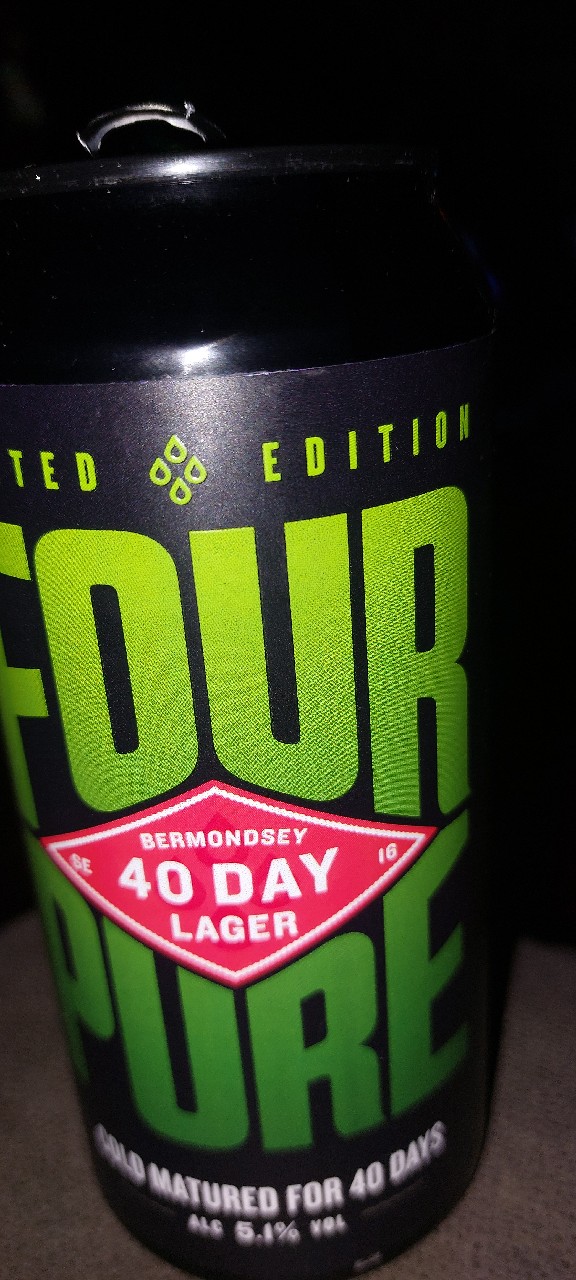 TED EDITION
FOUR
BERMONDSEY
SE 40 DAY 16
LAGER
PURE
COLD MATURED FOR 40 DAYS
ALC 5.1% VOL